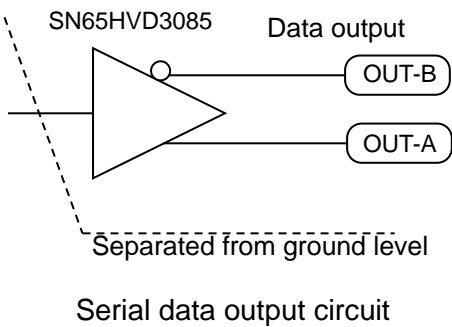 SN65HVD3085
Data output
OUT-B
OUT-A
Separated from ground level
Serial data output circuit